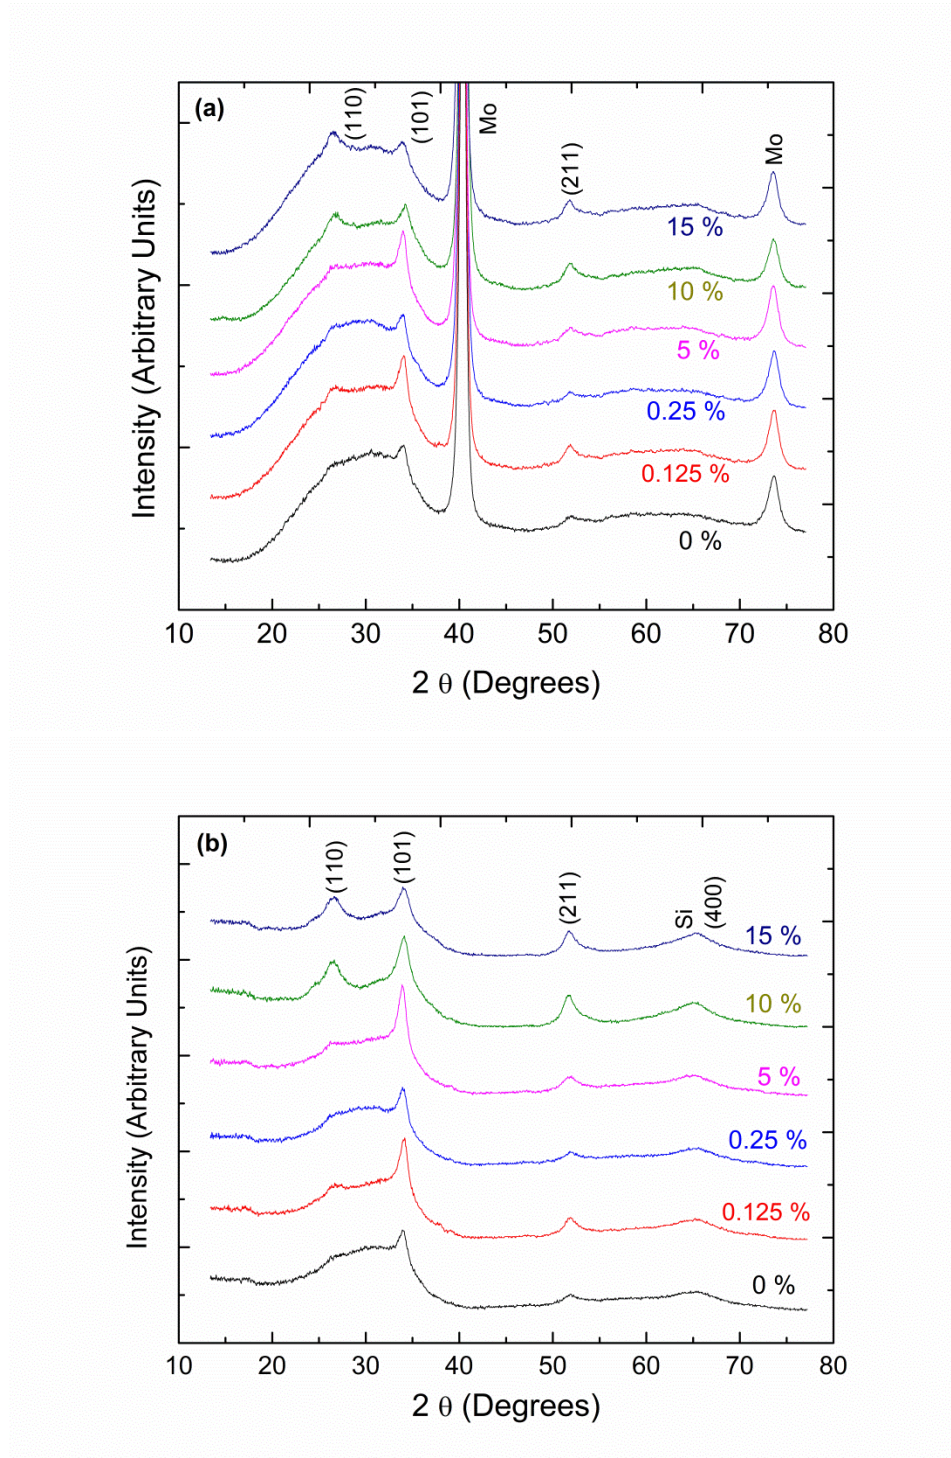 (a)
(110)
(101)
Mo
(211)
Mo
15 %
10 %
5 %
0.25 %
0.125 %
0 %
Intensity (Arbitrary Units)
10 20 30 40 50 60 70 80
2 θ (Degrees)
(b)
(110)
(101)
(211)
Si
(400)
15 %
10 %
5 %
0.25 %
0.125 %
0 %
Intensity (Arbitrary Units)
10 20 30 40 50 60 70 80
2 θ (Degrees)